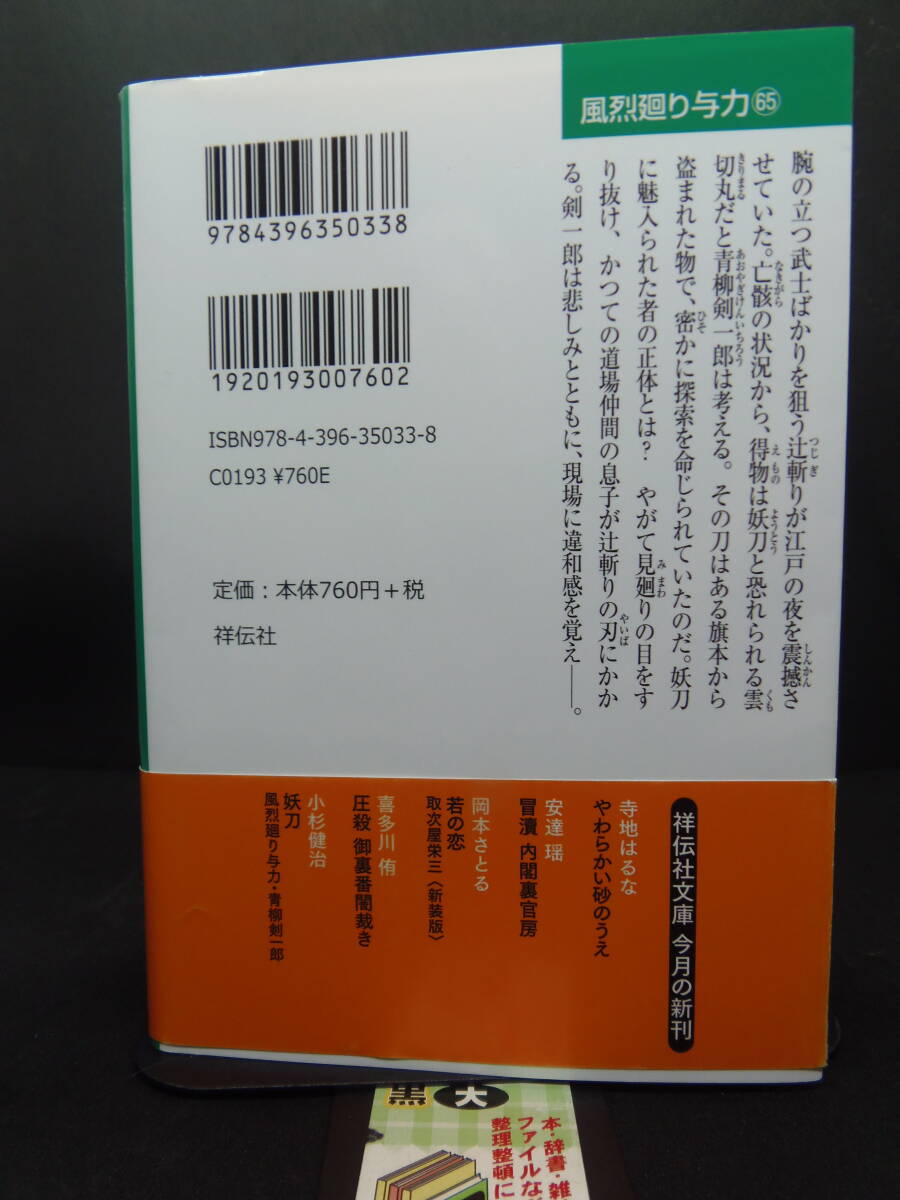 風烈廻り与力65
腕の立つ武士ばかりを狙う辻斬りが江戸の夜を震撼さ
せていた。亡骸の状況から、得物は妖刀と恐れられる雲
切丸だと青柳剣一郎は考える。その刀はある旗本から
盗まれた物で、密かに探索を命じられていたのだ。妖刀
に魅入られた者の正体とは？　やがて見廻りの目をす
り抜け、かつての道場仲間の息子が辻斬りの刃にかか
る。剣一郎は悲しみとともに、現場に違和感を覚え——。
9784396350338
1920193007602
ISBN978-4-396-35033-8
C0193 ¥760E
定価：本体760円＋税
祥伝社
祥伝社文庫 今月の新刊
寺地はるな
やわらかい砂のうえ
安達 瑶
冒瀆 内閣裏官房
岡本さとる
若の恋
取次屋栄三〈新装版〉
喜多川 侑
圧殺 御裏番闇裁き
小杉健治
妖刀
風烈廻り与力・青柳剣一郎
黒 大
本・辞書・雑
ファイルな
整理整頓に